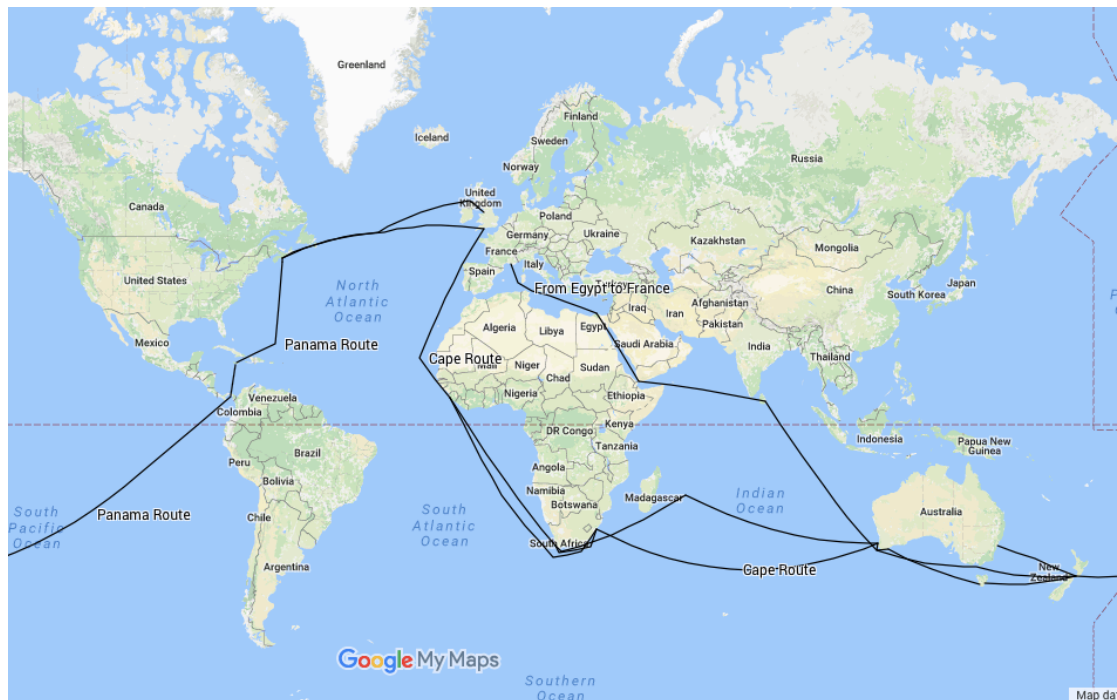 Greenland
Iceland
Finland
Sweden
Norway
Russia
United
Kingdom
Canada
Poland
Germany
Ukraine
Kazakhstan
Mongolia
France
Italy
Spain
United States
North
Atlantic
Ocean
From Egypt to France
China
Japan
South Korea
Afghanistan
Iraq
Iran
Pakistan
Algeria
Libya
Egypt
Saudi Arabia
India
Mexico
Panama Route
Cape Route
Mali
Niger
Chad
Sudan
Thailand
Nigeria
Ethiopia
Venezuela
Colombia
Kenya
DR Congo
Tanzania
Indonesia
Papua New
Guinea
Peru
Brazil
Bolivia
Angola
Namibia
Botswana
Madagascar
Indian
Ocean
Australia
South
Pacific
Ocean
Panama Route
Chile
South
Atlantic
Ocean
South Africa
Argentina
Cape Route
New
Zealand
Google My Maps
Southern
Ocean
Map da